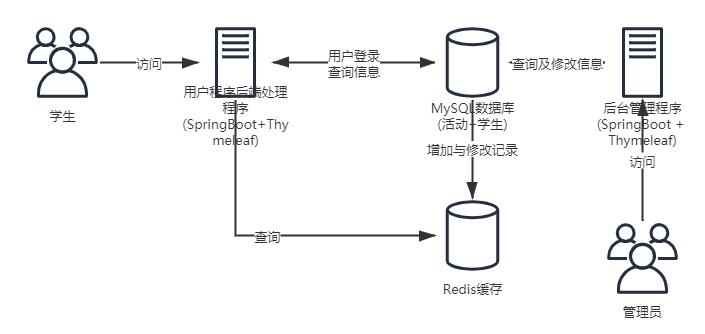 学生
访问
用户程序后端处理
程序
(SpringBoot+Thy
meleaf)
用户登录
查询信息
MySQL数据库
(活动+学生)
查询及修改信息
后台管理程序
(SpringBoot +
Thymeleaf)
增加与修改记录
访问
查询
Redis缓存
管理员